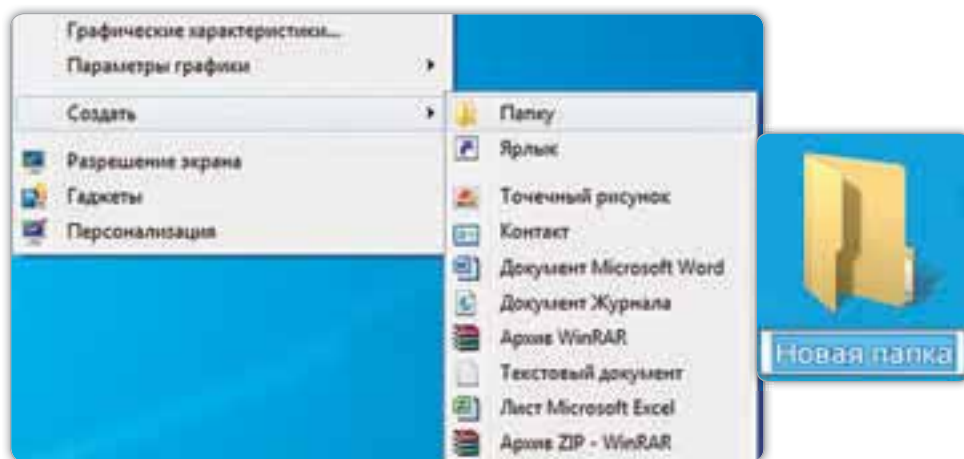 Графические характеристики...
Параметры графики
Создать
Разрешение экрана
Гаджеты
Персонализация
Папку
Ярлык
Точечный рисунок
Контакт
Документ Microsoft Word
Документ Журнала
Архив WinRAR
Текстовый документ
Лист Microsoft Excel
Архив ZIP - WinRAR
Новая папка